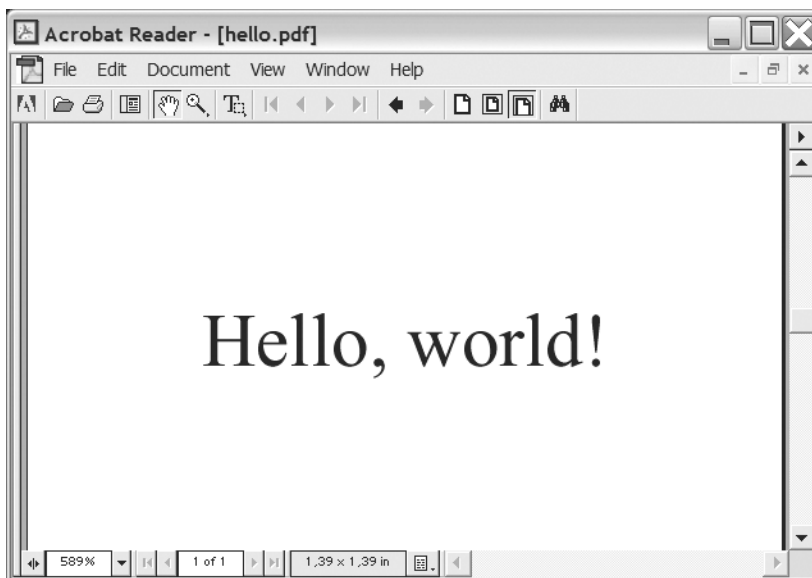 Acrobat Reader - [hello.pdf]
File Edit Document View Window Help
Hello, world!
589% 1 of 1 1,39 x 1,39 in